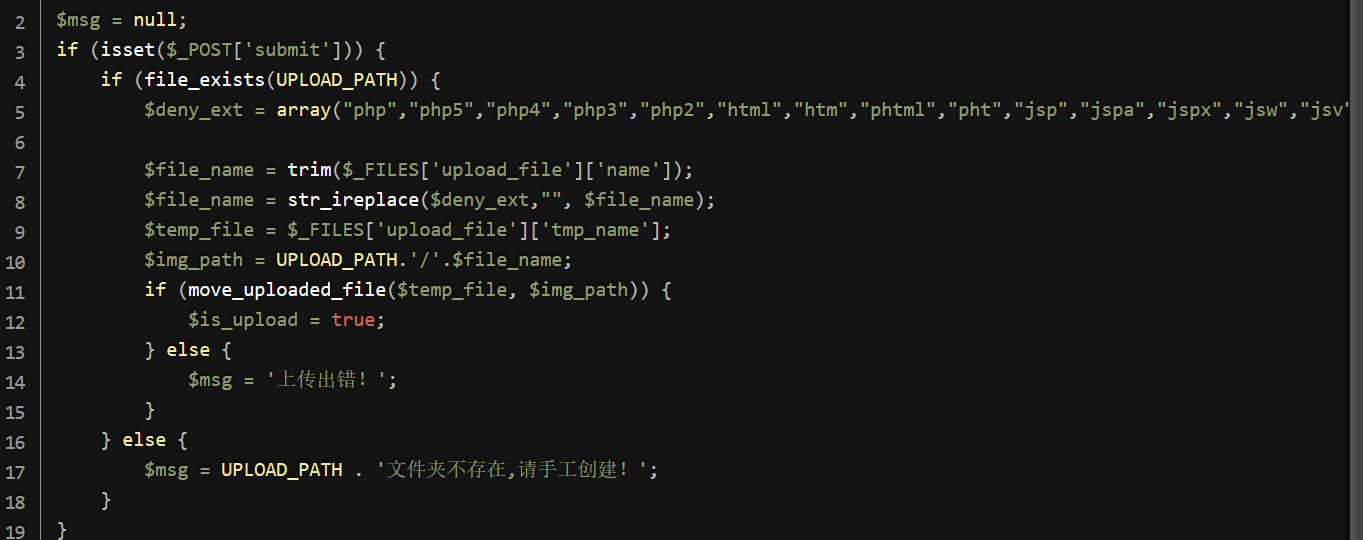 2 $msg = null;
3 if (isset($_POST['submit'])) {
4     if (file_exists(UPLOAD_PATH)) {
5         $deny_ext = array("php","php5","php4","php3","php2","html","htm","phtml","pht","jsp","jspa","jspx","jsw","jsv"
6
7         $file_name = trim($_FILES['upload_file']['name']);
8         $file_name = str_ireplace($deny_ext,"", $file_name);
9         $temp_file = $_FILES['upload_file']['tmp_name'];
10         $img_path = UPLOAD_PATH.'/'.$file_name;
11         if (move_uploaded_file($temp_file, $img_path)) {
12             $is_upload = true;
13         } else {
14             $msg = '上传出错！';
15         }
16     } else {
17         $msg = UPLOAD_PATH . '文件夹不存在,请手工创建！';
18     }
19 }